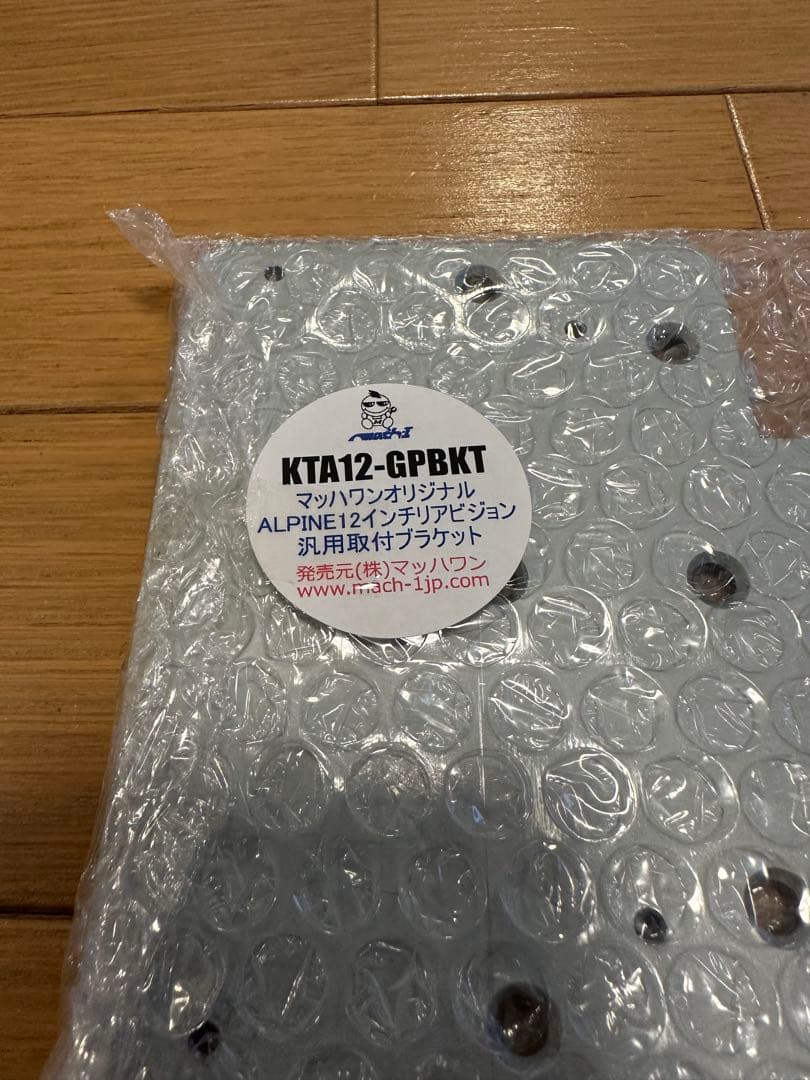 mach-1
KTA12-GPBKT
マッハワンオリジナル
ALPINE12インチリアビジョン
汎用取付ブラケット
発売元(株)マッハワン
www.mach-1jp.com